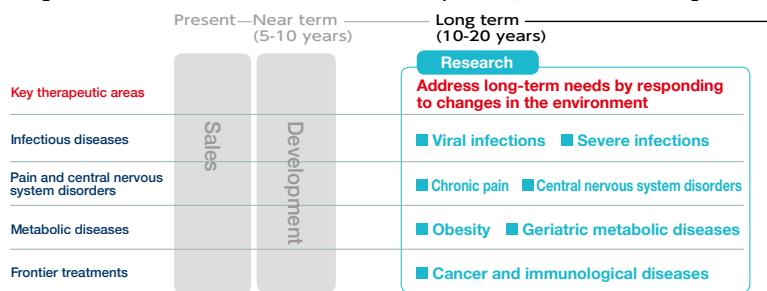 Present Near term Long term
(5-10 years) (10-20 years)
Research
Key therapeutic areas
Address long-term needs by responding
to changes in the environment
Sales
Development
Infectious diseases
Viral infections Severe infections
Pain and central nervous
system disorders
Chronic pain Central nervous system disorders
Metabolic diseases
Obesity Geriatric metabolic diseases
Frontier treatments
Cancer and immunological diseases